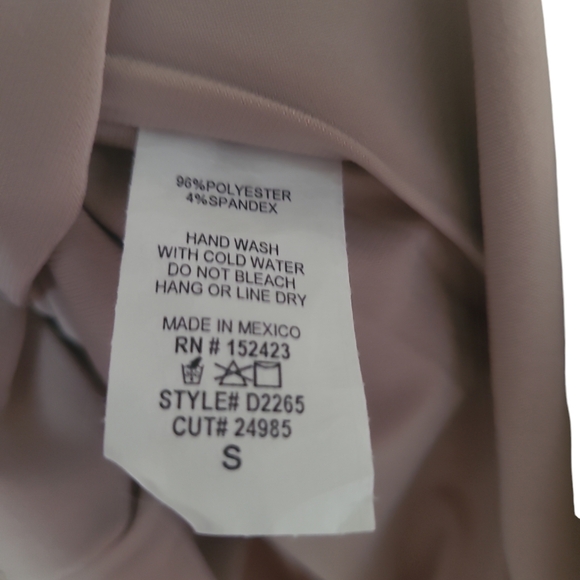 96%POLYESTER
4%SPANDEX
HAND WASH
WITH COLD WATER
DO NOT BLEACH
HANG OR LINE DRY
MADE IN MEXICO
RN # 152423
STYLE# D2265
CUT# 24985
S